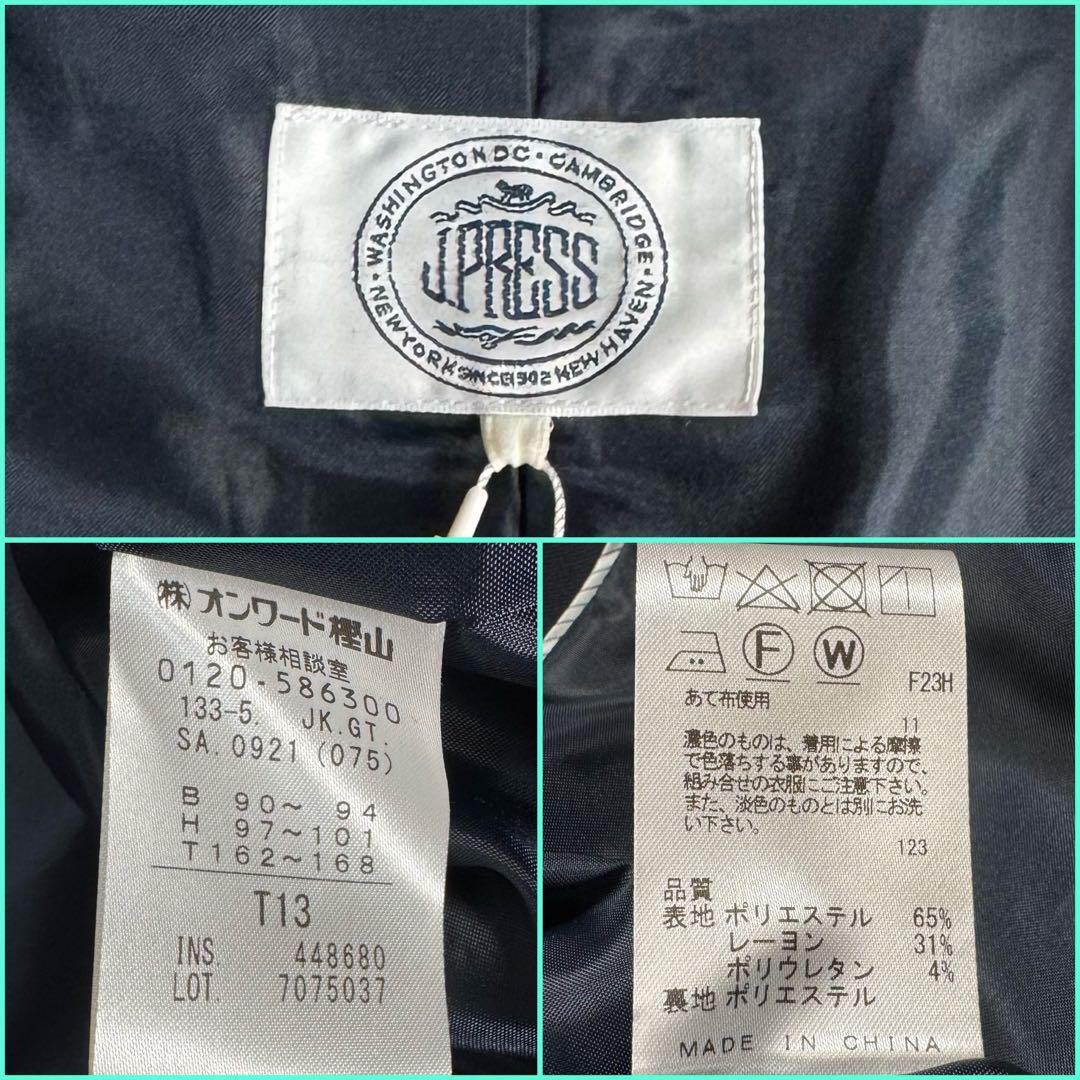 WASHINGTON DC · CAMBRIDGE ·
J.PRESS
· NEW YORK
NEW HAVEN ·
㈱オンワード樫山
お客様相談室
0120-586300
133-5. JK.GT.
SA.0921(075)
B 90～ 94
H 97～101
T162～168
T13
INS. 448680
LOT. 7075037
F
W
F23H
あて布使用
11
濃色のものは、着用による摩擦
で色落ちする事がありますので、
組み合せの衣服にご注意下さい。
また、淡色のものとは別にお洗
い下さい。
123
品質
表地 ポリエステル 65%
レーヨン 31%
ポリウレタン 4%
裏地 ポリエステル
MADE IN CHINA